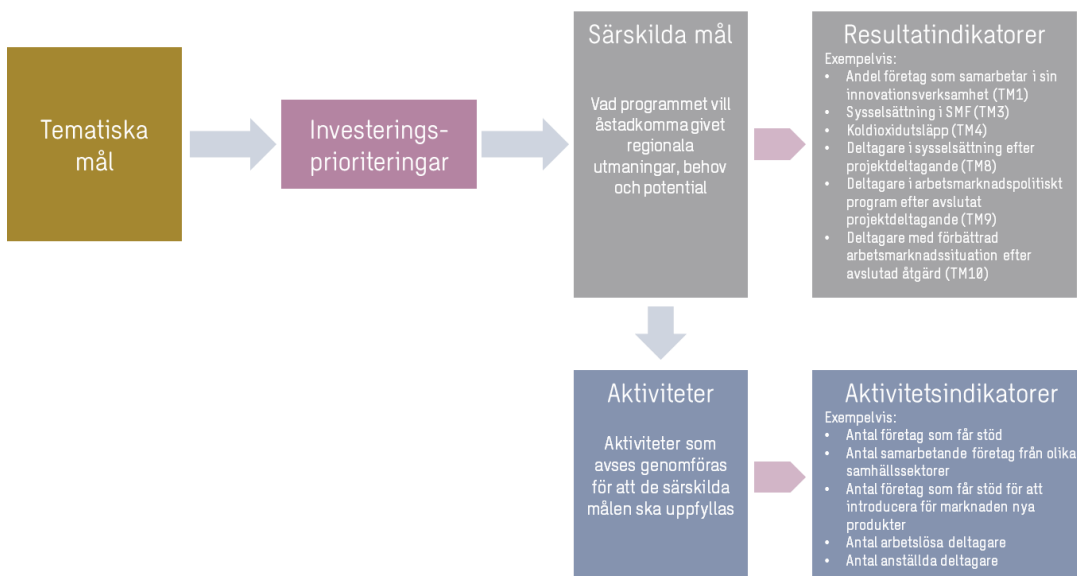 Tematiska
mål
Investerings-
prioriteringar
Särskilda mål
Vad programmet vill
åstadkomma givet
regionala
utmaningar, behov
och potential
Resultatindikatorer
Exempelvis:
• Andel företag som samarbetar i sin
innovationsverksamhet (TM1)
• Sysselsättning i SMF (TM3)
• Koldioxidutsläpp (TM4)
• Deltagare i sysselsättning efter
projektdeltagande (TM8)
• Deltagare i arbetsmarknadspolitiskt
program efter avslutat
projektdeltagande (TM9)
• Deltagare med förbättrad
arbetsmarknadssituation efter
avslutad åtgärd (TM10)
Aktiviteter
Aktiviteter som
avses genomföras
för att de särskilda
målen ska uppfyllas
Aktivitetsindikatorer
Exempelvis:
• Antal företag som får stöd
• Antal samarbetande företag från olika
samhällssektorer
• Antal företag som får stöd för att
introducera för marknaden nya
produkter
• Antal arbetslösa deltagare
• Antal anställda deltagare